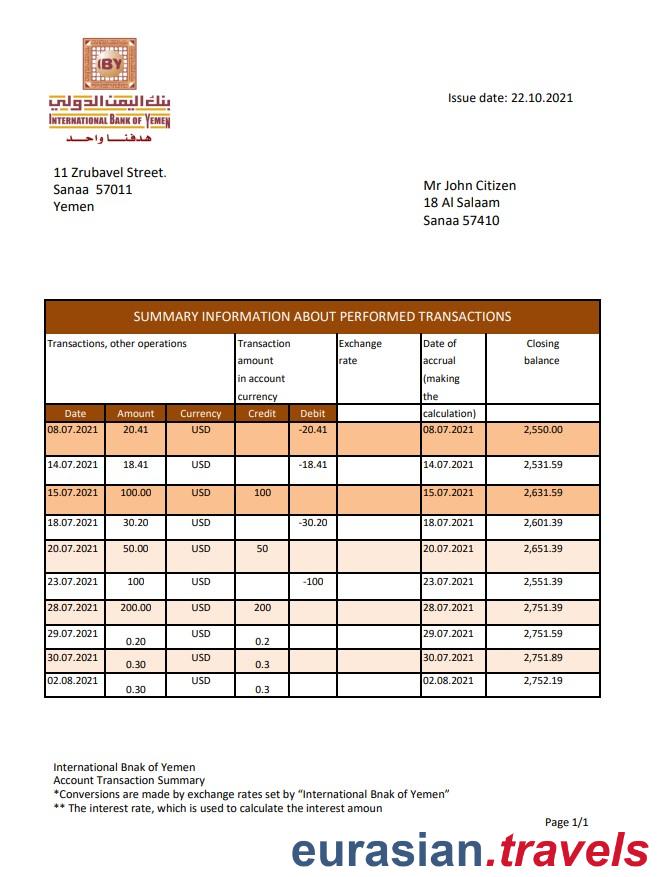 IBY
بنك اليمن الدولي
INTERNATIONAL BANK OF YEMEN
هدفنا واحد
Issue date: 22.10.2021
11 Zrubavel Street.
Sanaa 57011
Yemen
Mr John Citizen
18 Al Salaam
Sanaa 57410
SUMMARY INFORMATION ABOUT PERFORMED TRANSACTIONS
Transactions, other operations
Transaction
amount
in account
currency
Exchange
rate
Date of
accrual
(making
the
calculation)
Closing
balance
Date Amount Currency Credit Debit
08.07.2021 20.41 USD -20.41 08.07.2021 2,550.00
14.07.2021 18.41 USD -18.41 14.07.2021 2,531.59
15.07.2021 100.00 USD 100 15.07.2021 2,631.59
18.07.2021 30.20 USD -30.20 18.07.2021 2,601.39
20.07.2021 50.00 USD 50 20.07.2021 2,651.39
23.07.2021 100 USD -100 23.07.2021 2,551.39
28.07.2021 200.00 USD 200 28.07.2021 2,751.39
29.07.2021 0.20 USD 0.2 29.07.2021 2,751.59
30.07.2021 0.30 USD 0.3 30.07.2021 2,751.89
02.08.2021 0.30 USD 0.3 02.08.2021 2,752.19
International Bnak of Yemen
Account Transaction Summary
*Conversions are made by exchange rates set by “International Bnak of Yemen”
** The interest rate, which is used to calculate the interest amoun
Page 1/1
eurasian.travels